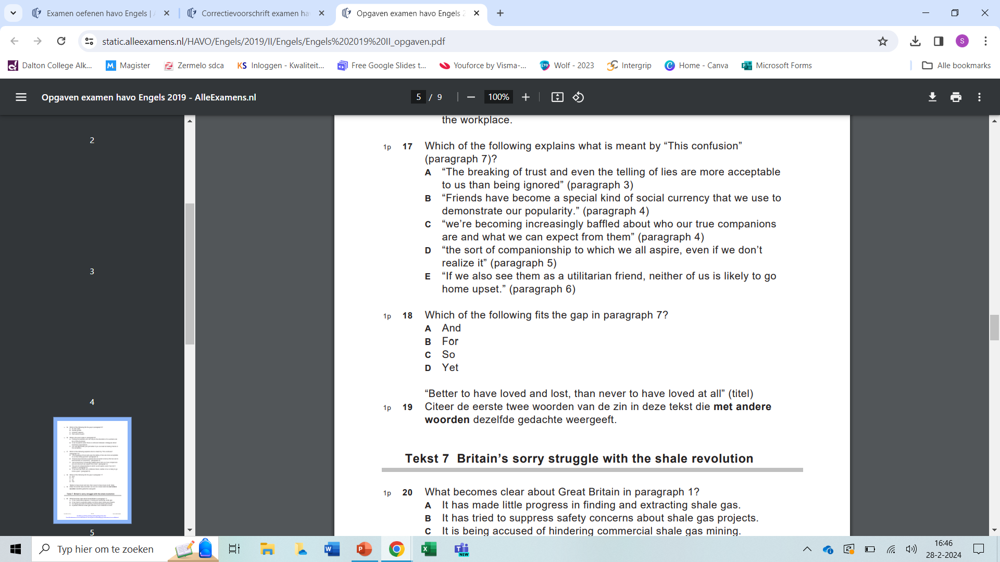 Examen oefenen havo Engels |
Correctievoorschrift examen ha
Opgaven examen havo Engels 2
static.alleexamens.nl/HAVO/Engels/2019/II/Engels/Engels%202019%20II_opgaven.pdf
S
Dalton College Alk...
Magister
Zermelo sdca
KS Inloggen - Kwaliteit...
Free Google Slides t...
Youforce by Visma-...
Wolf - 2023
Intergrip
Home - Canva
Microsoft Forms
Alle bookmarks
Opgaven examen havo Engels 2019 - AlleExamens.nl
5 / 9
100%
2
3
4
5
the workplace.
1p 17 Which of the following explains what is meant by “This confusion”
(paragraph 7)?
A “The breaking of trust and even the telling of lies are more acceptable
to us than being ignored” (paragraph 3)
B “Friends have become a special kind of social currency that we use to
demonstrate our popularity.” (paragraph 4)
C “we’re becoming increasingly baffled about who our true companions
are and what we can expect from them” (paragraph 4)
D “the sort of companionship to which we all aspire, even if we don’t
realize it” (paragraph 5)
E “If we also see them as a utilitarian friend, neither of us is likely to go
home upset.” (paragraph 6)
1p 18 Which of the following fits the gap in paragraph 7?
A And
B For
C So
D Yet
“Better to have loved and lost, than never to have loved at all” (titel)
1p 19 Citeer de eerste twee woorden van de zin in deze tekst die met andere
woorden dezelfde gedachte weergeeft.
Tekst 7 Britain’s sorry struggle with the shale revolution
1p 20 What becomes clear about Great Britain in paragraph 1?
A It has made little progress in finding and extracting shale gas.
B It has tried to suppress safety concerns about shale gas projects.
C It is being accused of hindering commercial shale gas mining.
Typ hier om te zoeken
NEW
16:46
28-2-2024